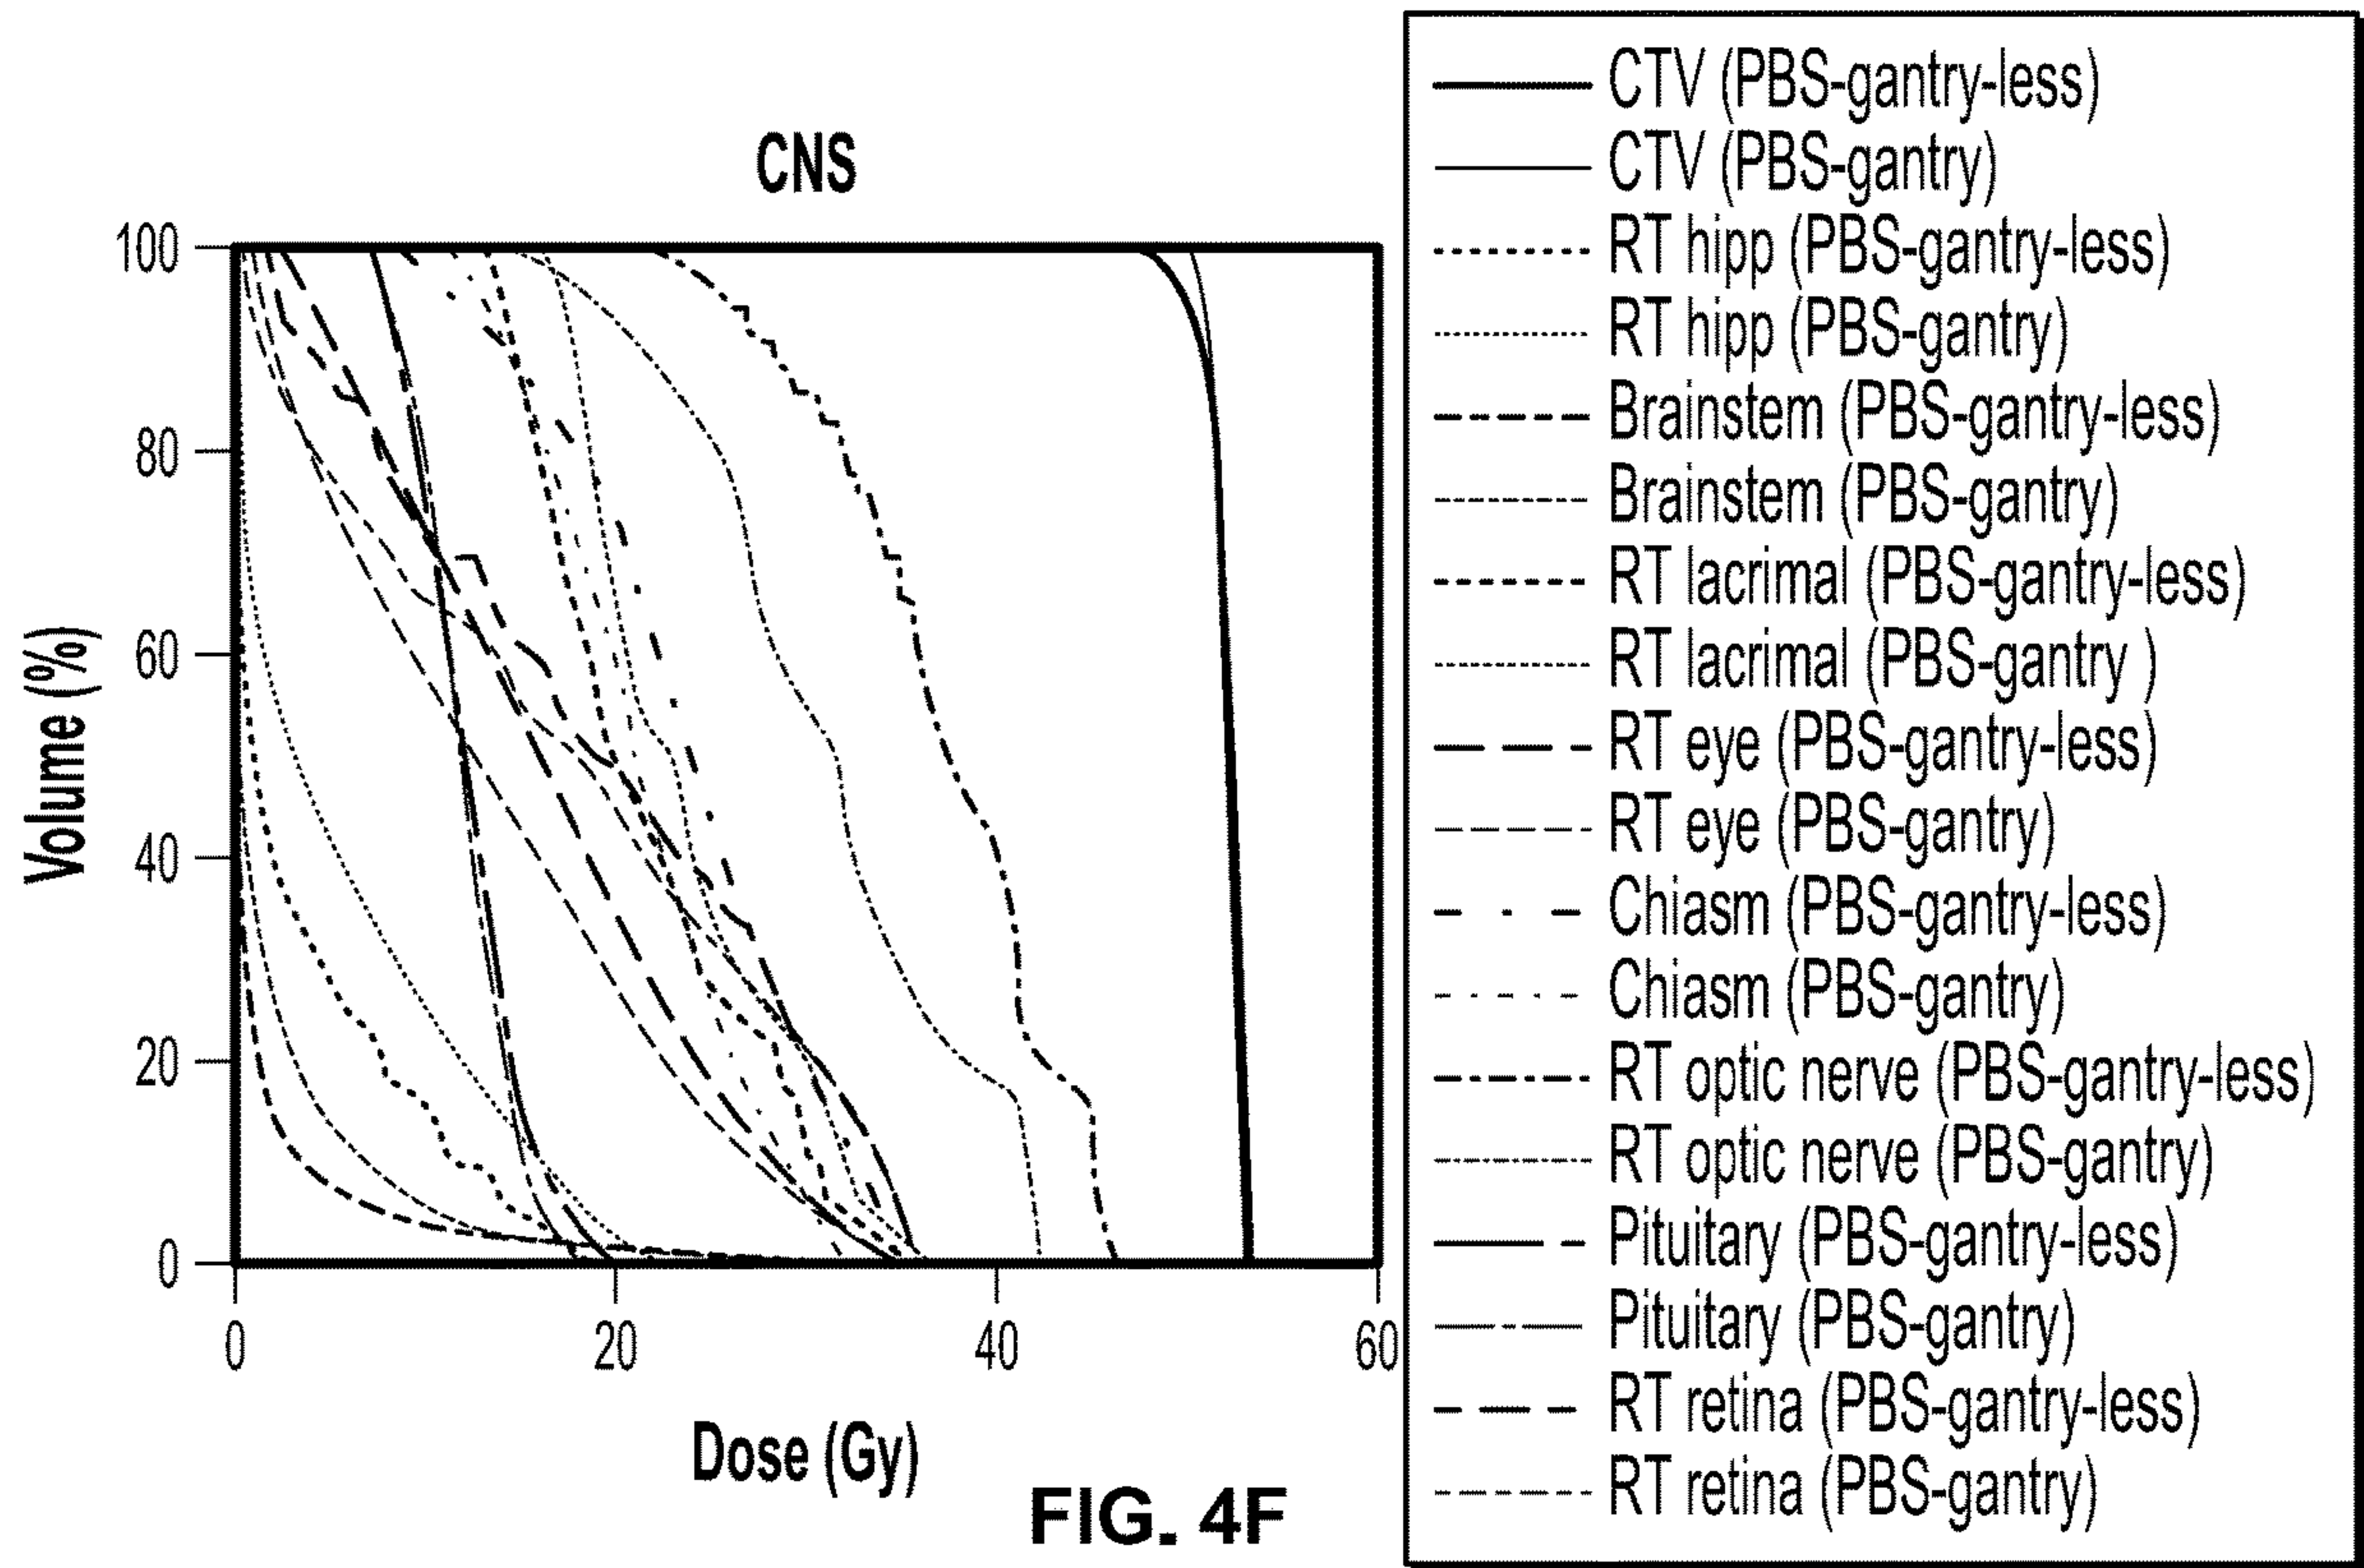 CNS
100
80
60
40
20
0
Volume (%)
0 20 40 60
Dose (Gy)
FIG. 4F
CTV (PBS-gantry-less)
CTV (PBS-gantry)
RT hipp (PBS-gantry-less)
RT hipp (PBS-gantry)
Brainstem (PBS-gantry-less)
Brainstem (PBS-gantry)
RT lacrimal (PBS-gantry-less)
RT lacrimal (PBS-gantry )
RT eye (PBS-gantry-less)
RT eye (PBS-gantry)
Chiasm (PBS-gantry-less)
Chiasm (PBS-gantry)
RT optic nerve (PBS-gantry-less)
RT optic nerve (PBS-gantry)
Pituitary (PBS-gantry-less)
Pituitary (PBS-gantry)
RT retina (PBS-gantry-less)
RT retina (PBS-gantry)